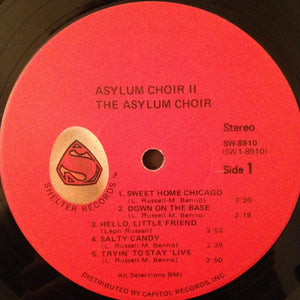 ASYLUM CHOIR II
THE ASYLUM CHOIR
Stereo
SW-8910
(SW1-8910)
Side 1
S
SHELTER RECORDS ™
1. SWEET HOME CHICAGO
(L. Russell-M. Benno) 3:20
2. DOWN ON THE BASE
(L. Russell-M. Benno) 2:18
3. HELLO, LITTLE FRIEND
(Leon Russell) 2:52
4. SALTY CANDY
(L. Russell-M. Benno) 2:28
5. TRYIN' TO STAY 'LIVE
(L. Russell-M. Benno) 2:50
All Selections BMI
DISTRIBUTED BY CAPITOL RECORDS, INC.